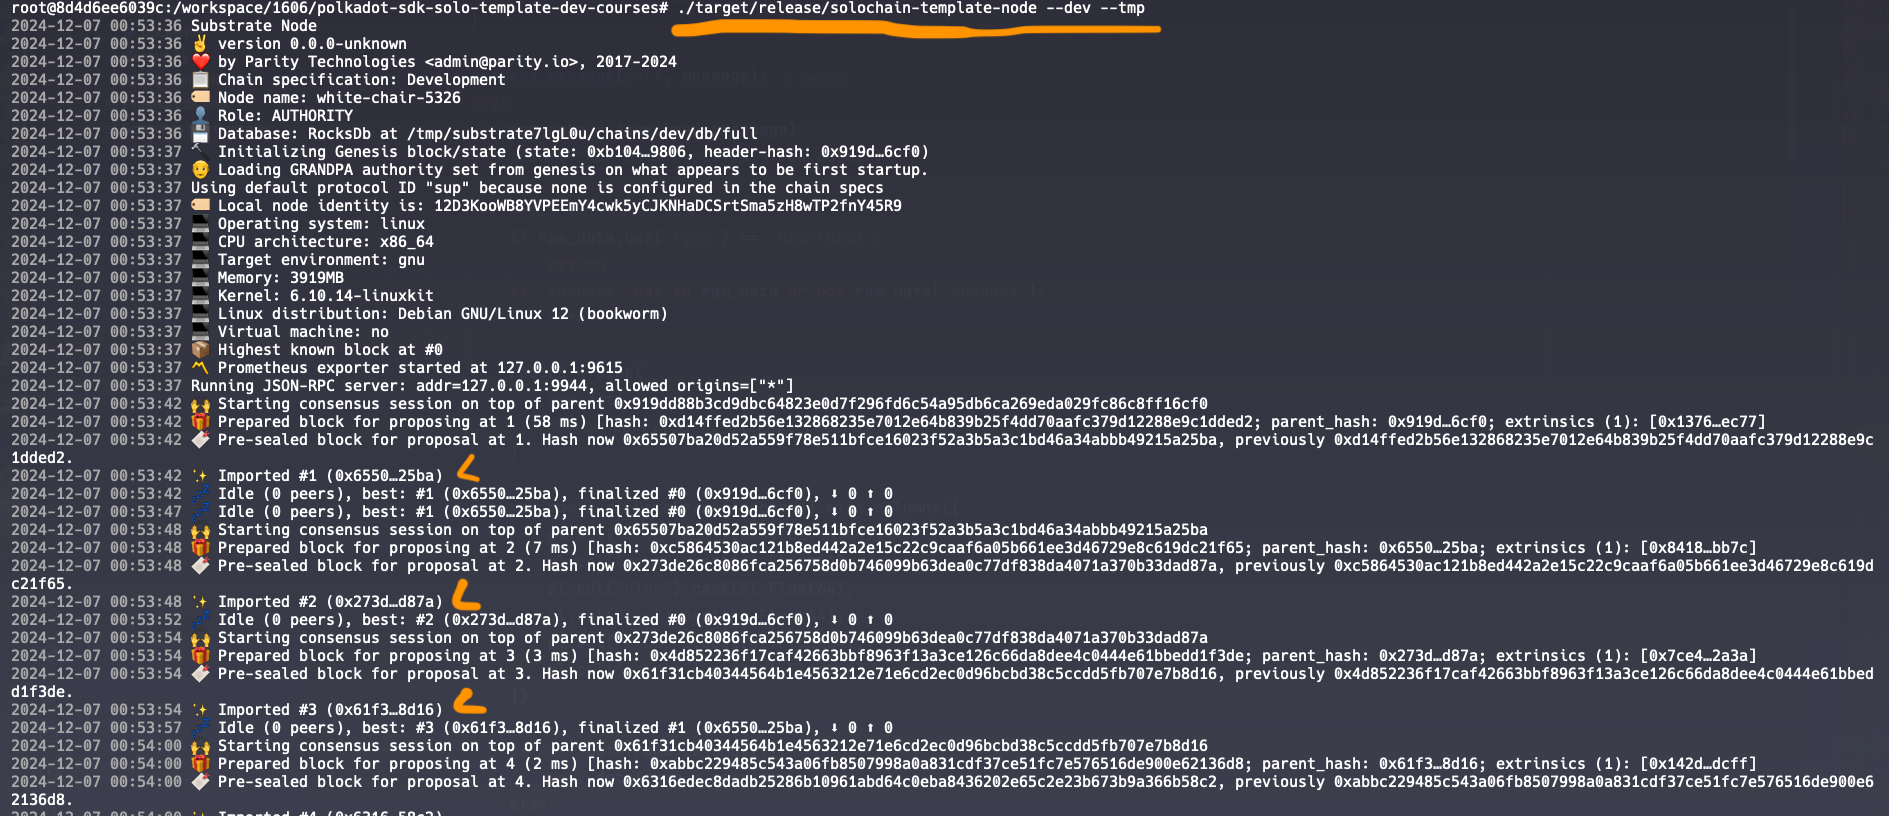 root@8d4d6ee6039c:/workspace/1606/polkadot-sdk-solo-template-dev-courses# ./target/release/solochain-template-node --dev --tmp
2024-12-07 00:53:36 Substrate Node
2024-12-07 00:53:36 ✌️ version 0.0.0-unknown
2024-12-07 00:53:36 ❤️ by Parity Technologies <admin@parity.io>, 2017-2024
2024-12-07 00:53:36 📋 Chain specification: Development
2024-12-07 00:53:36 🏷 Node name: white-chair-5326
2024-12-07 00:53:36 👤 Role: AUTHORITY
2024-12-07 00:53:36 💾 Database: RocksDb at /tmp/substrate7lgL0u/chains/dev/db/full
2024-12-07 00:53:37 🔨 Initializing Genesis block/state (state: 0xb104…9806, header-hash: 0x919d…6cf0)
2024-12-07 00:53:37 👴 Loading GRANDPA authority set from genesis on what appears to be first startup.
2024-12-07 00:53:37 Using default protocol ID "sup" because none is configured in the chain specs
2024-12-07 00:53:37 🏷 Local node identity is: 12D3KooWB8YVPEEmY4cwk5yCJKNHaDCSrtSma5zH8wTP2fnY45R9
2024-12-07 00:53:37 💻 Operating system: linux
2024-12-07 00:53:37 💻 CPU architecture: x86_64
2024-12-07 00:53:37 💻 Target environment: gnu
2024-12-07 00:53:37 💻 Memory: 3919MB
2024-12-07 00:53:37 💻 Kernel: 6.10.14-linuxkit
2024-12-07 00:53:37 💻 Linux distribution: Debian GNU/Linux 12 (bookworm)
2024-12-07 00:53:37 💻 Virtual machine: no
2024-12-07 00:53:37 📦 Highest known block at #0
2024-12-07 00:53:37 〽️ Prometheus exporter started at 127.0.0.1:9615
2024-12-07 00:53:37 Running JSON-RPC server: addr=127.0.0.1:9944, allowed origins=["*"]
2024-12-07 00:53:42 🙌 Starting consensus session on top of parent 0x919dd88b3cd9dbc64823e0d7f296fd6c54a95db6ca269eda029fc86c8ff16cf0
2024-12-07 00:53:42 🎁 Prepared block for proposing at 1 (58 ms) [hash: 0xd14ffed2b56e132868235e7012e64b839b25f4dd70aafc379d12288e9c1dded2; parent_hash: 0x919d…6cf0; extrinsics (1): [0x1376…ec77]
2024-12-07 00:53:42 🔖 Pre-sealed block for proposal at 1. Hash now 0x65507ba20d52a559f78e511bfce16023f52a3b5a3c1bd46a34abbb49215a25ba, previously 0xd14ffed2b56e132868235e7012e64b839b25f4dd70aafc379d12288e9c
1dded2.
2024-12-07 00:53:42 ✨ Imported #1 (0x6550…25ba)
2024-12-07 00:53:42 💤 Idle (0 peers), best: #1 (0x6550…25ba), finalized #0 (0x919d…6cf0), ⬇ 0 ⬆ 0
2024-12-07 00:53:47 💤 Idle (0 peers), best: #1 (0x6550…25ba), finalized #0 (0x919d…6cf0), ⬇ 0 ⬆ 0
2024-12-07 00:53:48 🙌 Starting consensus session on top of parent 0x65507ba20d52a559f78e511bfce16023f52a3b5a3c1bd46a34abbb49215a25ba
2024-12-07 00:53:48 🎁 Prepared block for proposing at 2 (7 ms) [hash: 0xc5864530ac121b8ed442a2e15c22c9caaf6a05b661ee3d46729e8c619dc21f65; parent_hash: 0x6550…25ba; extrinsics (1): [0x8418…bb7c]
2024-12-07 00:53:48 🔖 Pre-sealed block for proposal at 2. Hash now 0x273de26c8086fca256758d0b746099b63dea0c77df838da4071a370b33dad87a, previously 0xc5864530ac121b8ed442a2e15c22c9caaf6a05b661ee3d46729e8c619d
c21f65.
2024-12-07 00:53:48 ✨ Imported #2 (0x273d…d87a)
2024-12-07 00:53:52 💤 Idle (0 peers), best: #2 (0x273d…d87a), finalized #0 (0x919d…6cf0), ⬇ 0 ⬆ 0
2024-12-07 00:53:54 🙌 Starting consensus session on top of parent 0x273de26c8086fca256758d0b746099b63dea0c77df838da4071a370b33dad87a
2024-12-07 00:53:54 🎁 Prepared block for proposing at 3 (3 ms) [hash: 0x4d852236f17caf42663bbf8963f13a3ce126c66da8dee4c0444e61bbedd1f3de; parent_hash: 0x273d…d87a; extrinsics (1): [0x7ce4…2a3a]
2024-12-07 00:53:54 🔖 Pre-sealed block for proposal at 3. Hash now 0x61f31cb40344564b1e4563212e71e6cd2ec0d96bcbd38c5ccdd5fb707e7b8d16, previously 0x4d852236f17caf42663bbf8963f13a3ce126c66da8dee4c0444e61bbed
d1f3de.
2024-12-07 00:53:54 ✨ Imported #3 (0x61f3…8d16)
2024-12-07 00:53:57 💤 Idle (0 peers), best: #3 (0x61f3…8d16), finalized #1 (0x6550…25ba), ⬇ 0 ⬆ 0
2024-12-07 00:54:00 🙌 Starting consensus session on top of parent 0x61f31cb40344564b1e4563212e71e6cd2ec0d96bcbd38c5ccdd5fb707e7b8d16
2024-12-07 00:54:00 🎁 Prepared block for proposing at 4 (2 ms) [hash: 0xabbc229485c543a06fb8507998a0a831cdf37ce51fc7e576516de900e62136d8; parent_hash: 0x61f3…8d16; extrinsics (1): [0x142d…dcff]
2024-12-07 00:54:00 🔖 Pre-sealed block for proposal at 4. Hash now 0x6316edec8dadb25286b10961abd64c0eba8436202e65c2e23b673b9a366b58c2, previously 0xabbc229485c543a06fb8507998a0a831cdf37ce51fc7e576516de900e6
2136d8.
2024-12-07 00:54:00 ✨ Imported #4 (0x6316…58c2)